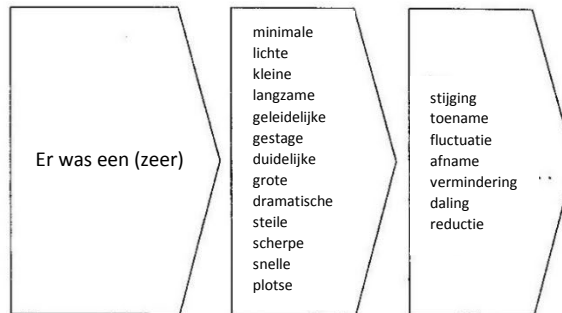 Er was een (zeer)
minimale
lichte
kleine
langzame
geleidelijke
gestage
duidelijke
grote
dramatische
steile
scherpe
snelle
plotse
stijging
toename
fluctuatie
afname
vermindering
daling
reductie